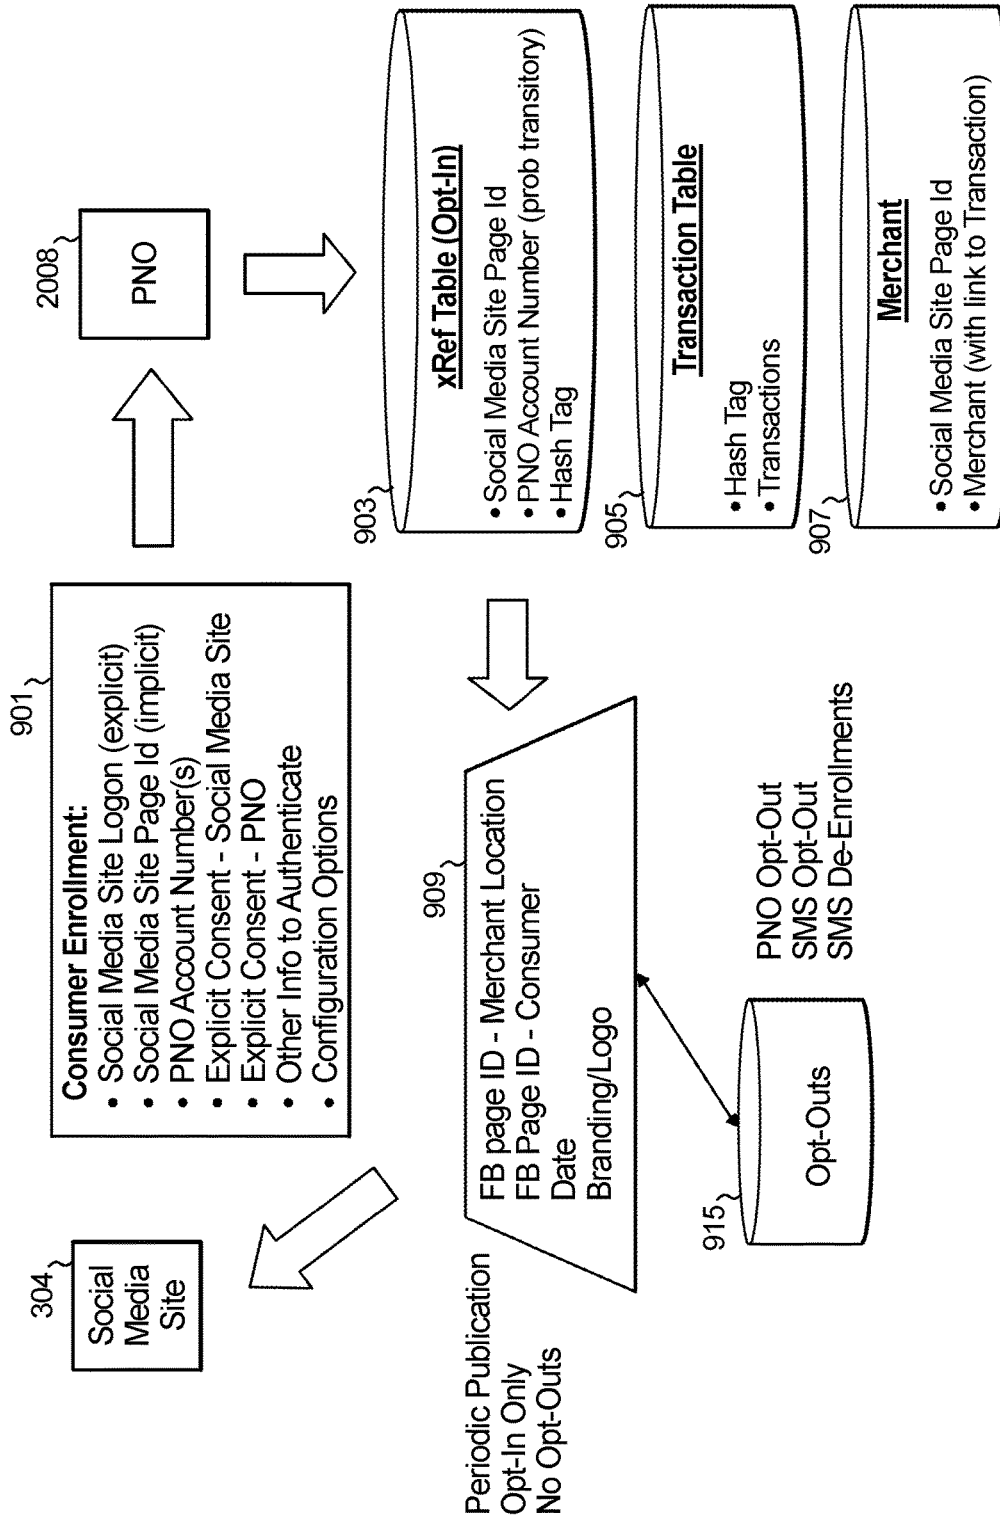 304
Social
Media
Site
901
Consumer Enrollment:
• Social Media Site Logon (explicit)
• Social Media Site Page Id (implicit)
• PNO Account Number(s)
• Explicit Consent - Social Media Site
• Explicit Consent - PNO
• Other Info to Authenticate
• Configuration Options
2008
PNO
903
xRef Table (Opt-In)
• Social Media Site Page Id
• PNO Account Number (prob transitory)
• Hash Tag
905
Transaction Table
• Hash Tag
• Transactions
907
Merchant
• Social Media Site Page Id
• Merchant (with link to Transaction)
Periodic Publication
Opt-In Only
No Opt-Outs
909
FB page ID - Merchant Location
FB Page ID - Consumer
Date
Branding/Logo
915
Opt-Outs
PNO Opt-Out
SMS Opt-Out
SMS De-Enrollments